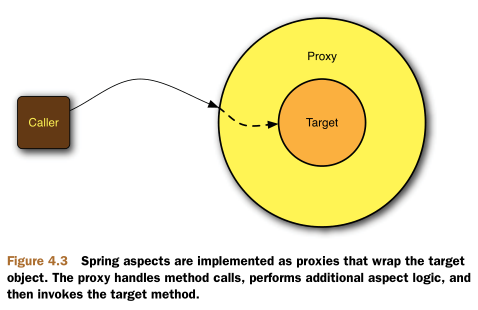 Proxy
Caller
Target
Figure 4.3 Spring aspects are implemented as proxies that wrap the target
object. The proxy handles method calls, performs additional aspect logic, and
then invokes the target method.